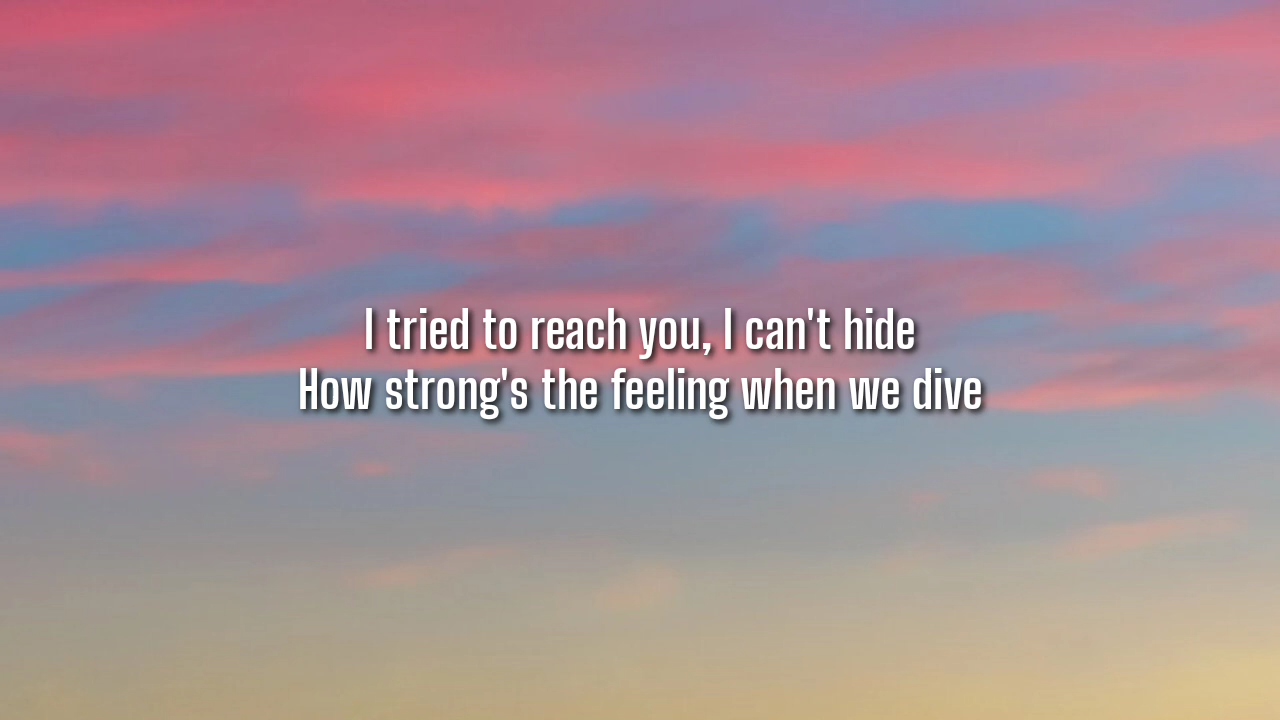 I tried to reach you, I can't hide
How strong's the feeling when we dive